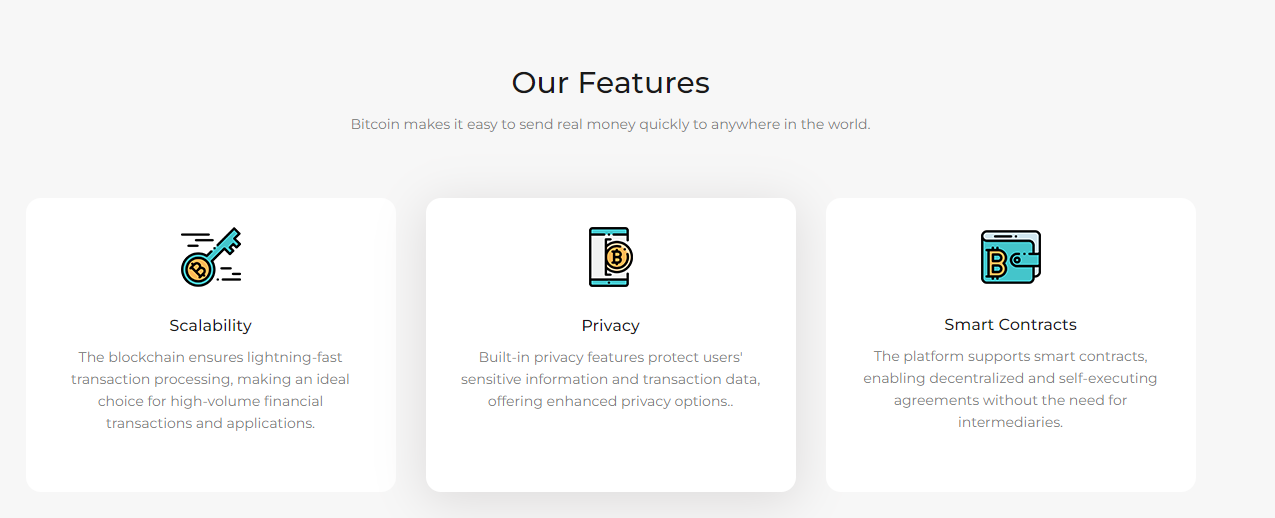 Our Features
Bitcoin makes it easy to send real money quickly to anywhere in the world.
Scalability
The blockchain ensures lightning-fast
transaction processing, making an ideal
choice for high-volume financial
transactions and applications.
Privacy
Built-in privacy features protect users'
sensitive information and transaction data,
offering enhanced privacy options..
Smart Contracts
The platform supports smart contracts,
enabling decentralized and self-executing
agreements without the need for
intermediaries.